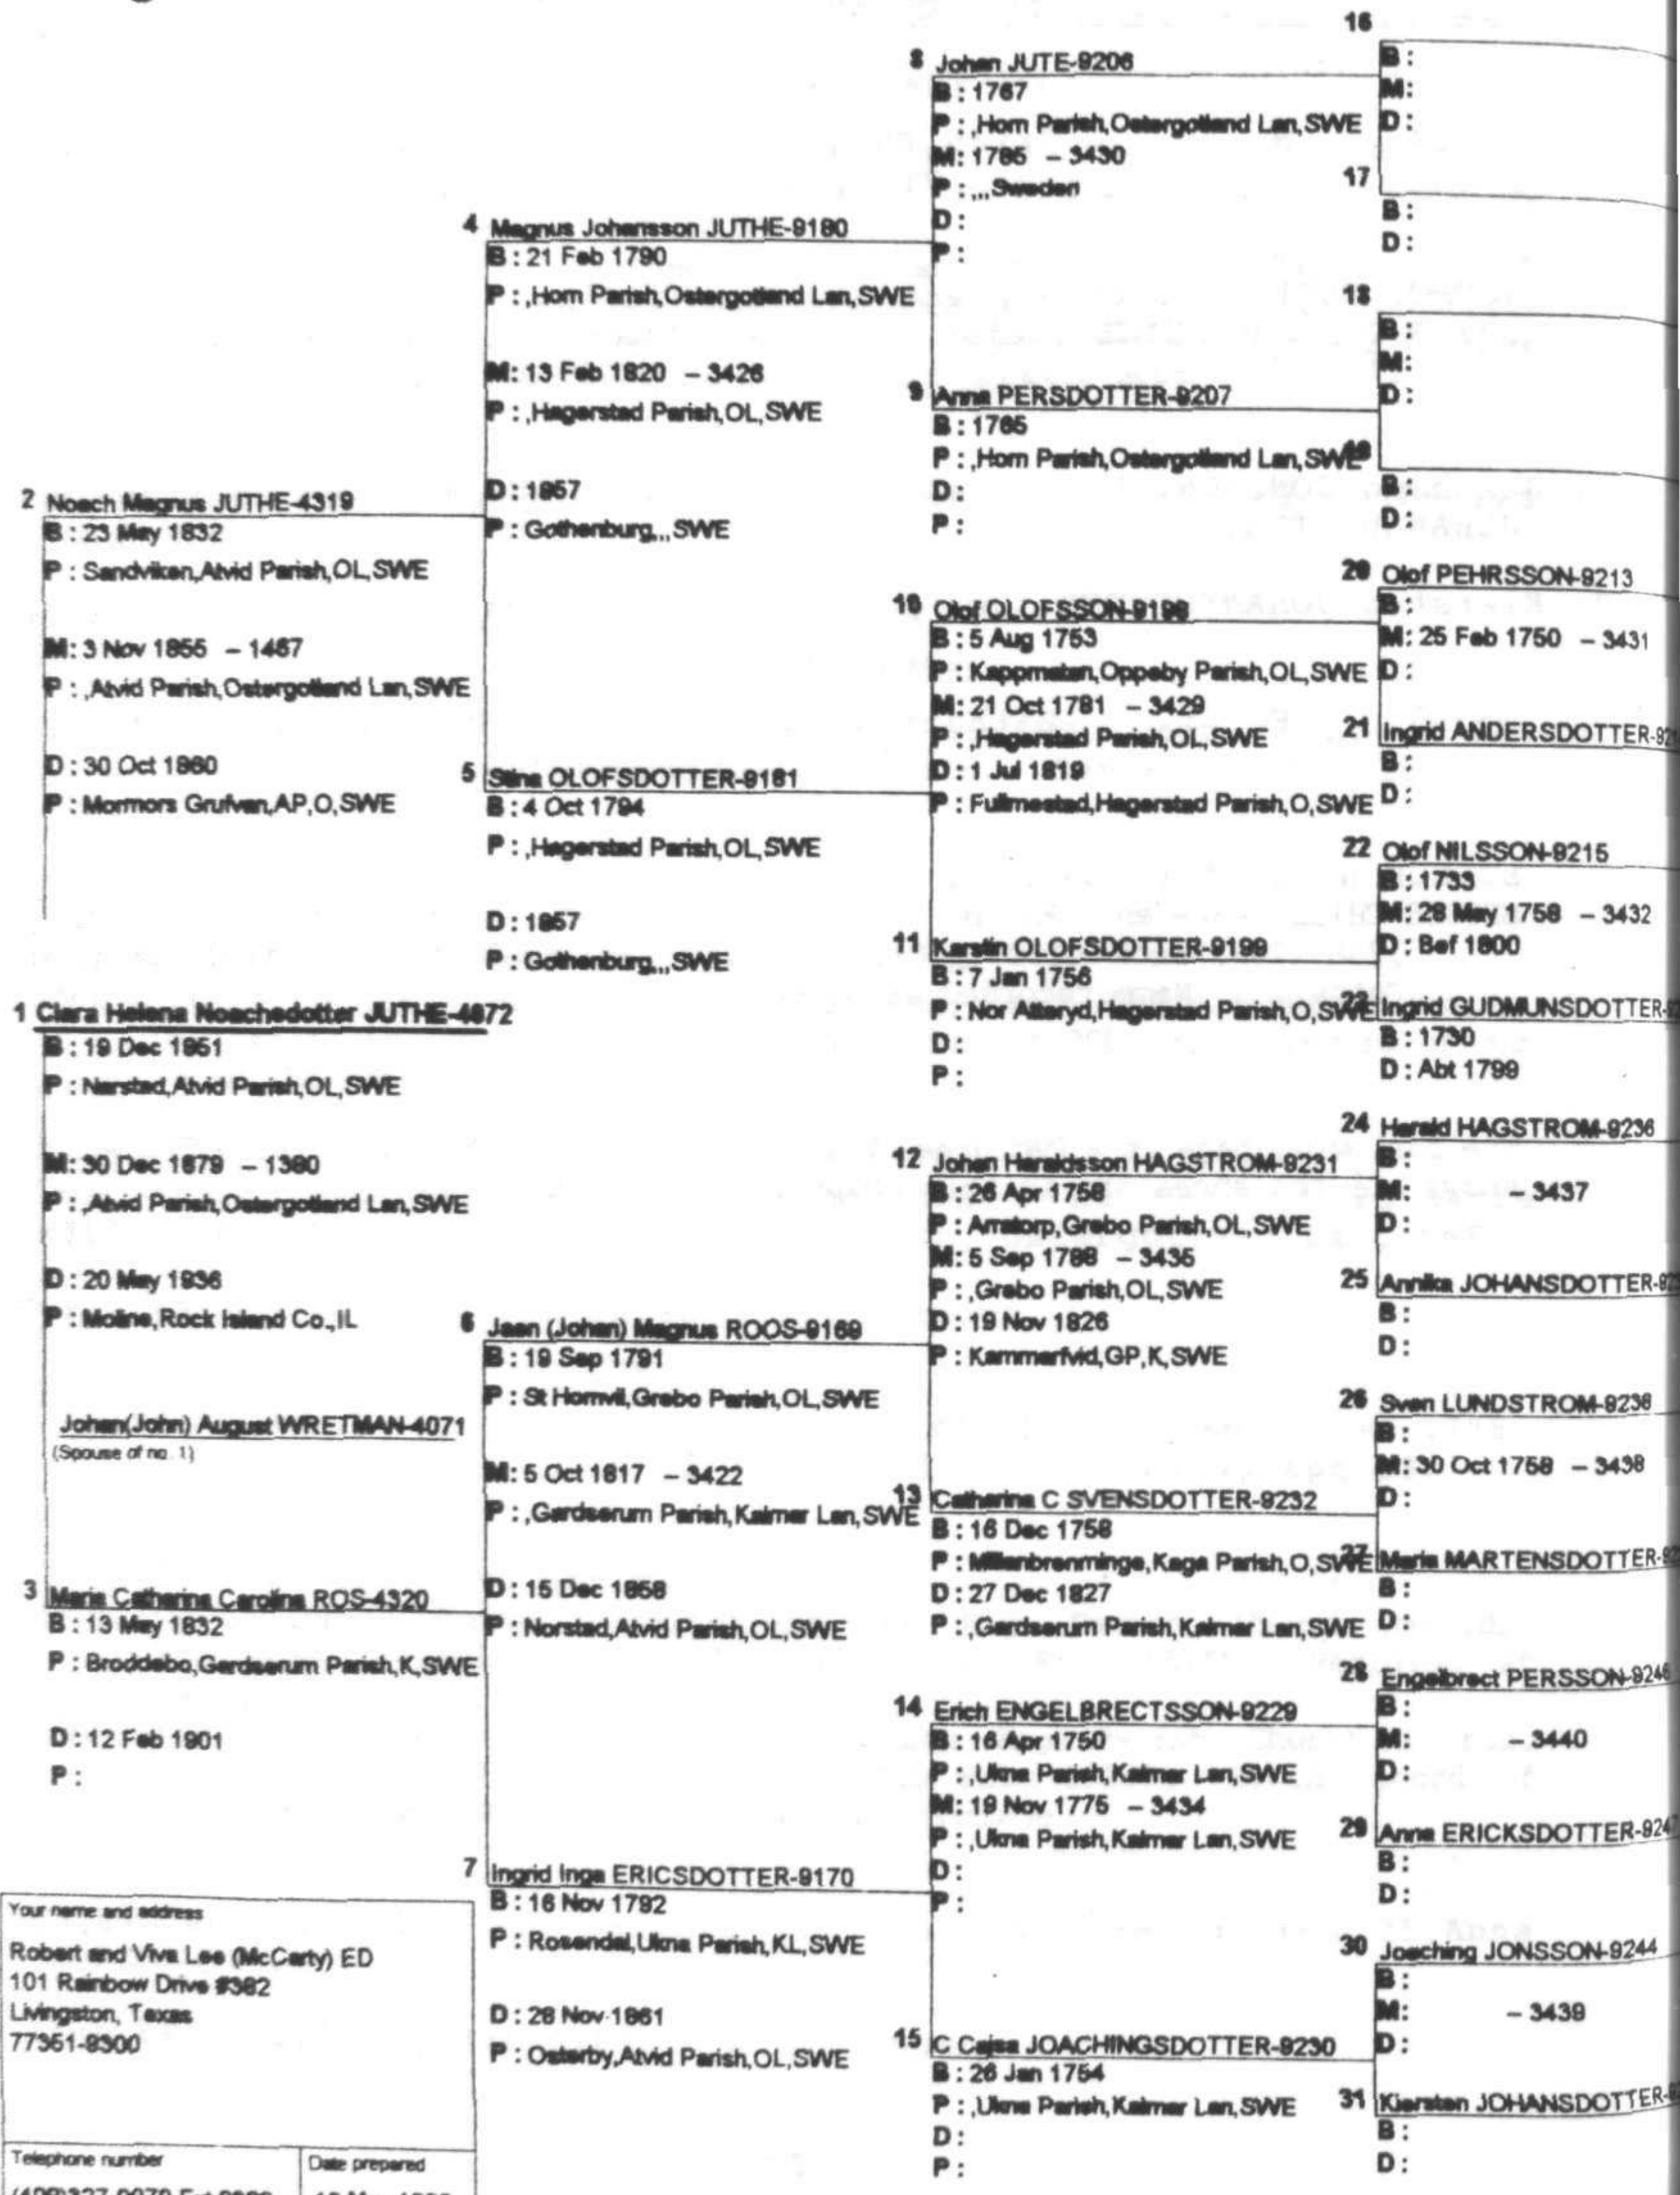 1 Clara Helena Noachsdotter JUTHE-4072
B : 19 Dec 1851
P : Narstad,Atvid Parish,OL,SWE
M: 30 Dec 1879 – 1380
P : ,Atvid Parish,Ostergotland Lan,SWE
D : 20 May 1936
P : Moline,Rock Island Co.,IL
Johan(John) August WRETMAN-4071
(Spouse of no. 1)
2 Noach Magnus JUTHE-4319
B : 23 May 1832
P : Sandviken,Atvid Parish,OL,SWE
M: 3 Nov 1855 – 1467
P : ,Atvid Parish,Ostergotland Lan,SWE
D : 30 Oct 1860
P : Mormors Grufvan,AP,O,SWE
3 Maria Catharina Carolina ROS-4320
B : 13 May 1832
P : Broddebo,Gardserum Parish,K,SWE
D : 12 Feb 1901
P :
4 Magnus Johansson JUTHE-9180
B : 21 Feb 1790
P : ,Horn Parish,Ostergotland Lan,SWE
M: 13 Feb 1820 – 3426
P : ,Hagerstad Parish,OL,SWE
D : 1857
P : Gothenburg,,,SWE
5 Stina OLOFSDOTTER-9181
B : 4 Oct 1794
P : ,Hagerstad Parish,OL,SWE
D : 1857
P : Gothenburg,,,SWE
6 Jaen (Johan) Magnus ROOS-9169
B : 19 Sep 1791
P : St Hornvil,Grebo Parish,OL,SWE
M: 5 Oct 1817 – 3422
P : ,Gardserum Parish,Kalmar Lan,SWE
D : 15 Dec 1858
P : Norstad,Atvid Parish,OL,SWE
7 Ingrid Inga ERICSDOTTER-9170
B : 16 Nov 1792
P : Rosendal,Ukna Parish,KL,SWE
D : 28 Nov 1861
P : Osterby,Atvid Parish,OL,SWE
8 Johan JUTE-9206
B : 1767
P : ,Horn Parish,Ostergotland Lan,SWE
M: 1785 – 3430
P : ,,,Sweden
D :
P :
9 Anna PERSDOTTER-9207
B : 1765
P : ,Horn Parish,Ostergotland Lan,SWE
D :
P :
10 Olof OLOFSSON-9198
B : 5 Aug 1753
P : Kappmatan,Oppeby Parish,OL,SWE
M: 21 Oct 1781 – 3429
P : ,Hagerstad Parish,OL,SWE
D : 1 Jul 1819
P : Fullmestad,Hagerstad Parish,O,SWE
11 Karstin OLOFSDOTTER-9199
B : 7 Jan 1756
P : Nor Atteryd,Hagerstad Parish,O,SWE
D :
P :
12 Johan Haraldsson HAGSTROM-9231
B : 26 Apr 1758
P : Arratorp,Grebo Parish,OL,SWE
M: 5 Sep 1788 – 3435
P : ,Grebo Parish,OL,SWE
D : 19 Nov 1826
P : Kammarfvid,GP,K,SWE
13 Catharina C SVENSDOTTER-9232
B : 16 Dec 1758
P : Millanbrenminge,Kaga Parish,O,SWE
D : 27 Dec 1827
P : ,Gardserum Parish,Kalmar Lan,SWE
14 Erich ENGELBRECTSSON-9229
B : 16 Apr 1750
P : ,Ukna Parish,Kalmar Lan,SWE
M: 19 Nov 1775 – 3434
P : ,Ukna Parish,Kalmar Lan,SWE
D :
P :
15 C Cajsa JOACHINGSDOTTER-9230
B : 26 Jan 1754
P : ,Ukna Parish,Kalmar Lan,SWE
D :
P :
16
B :
M:
D :
17
B :
D :
18
B :
M:
D :
19
B :
D :
20 Olof PEHRSSON-9213
B :
M: 25 Feb 1750 – 3431
D :
21 Ingrid ANDERSDOTTER-
B :
D :
22 Olof NILSSON-9215
B : 1733
M: 28 May 1758 – 3432
D : Bef 1800
23 Ingrid GUDMUNSDOTTER-
B : 1730
D : Abt 1799
24 Harald HAGSTROM-9236
B :
M: – 3437
D :
25 Annika JOHANSDOTTER-
B :
D :
26 Sven LUNDSTROM-9238
B :
M: 30 Oct 1758 – 3438
D :
27 Maria MARTENSDOTTER-
B :
D :
28 Engelbrect PERSSON-9246
B :
M: – 3440
D :
29 Anna ERICKSDOTTER-9247
B :
D :
30 Joaching JONSSON-9244
B :
M: – 3439
D :
31 Kiersten JOHANSDOTTER-
B :
D :
Your name and address
Robert and Viva Lee (McCarty) ED
101 Rainbow Drive #382
Livingston, Texas
77351-9300
Telephone number
Date prepared